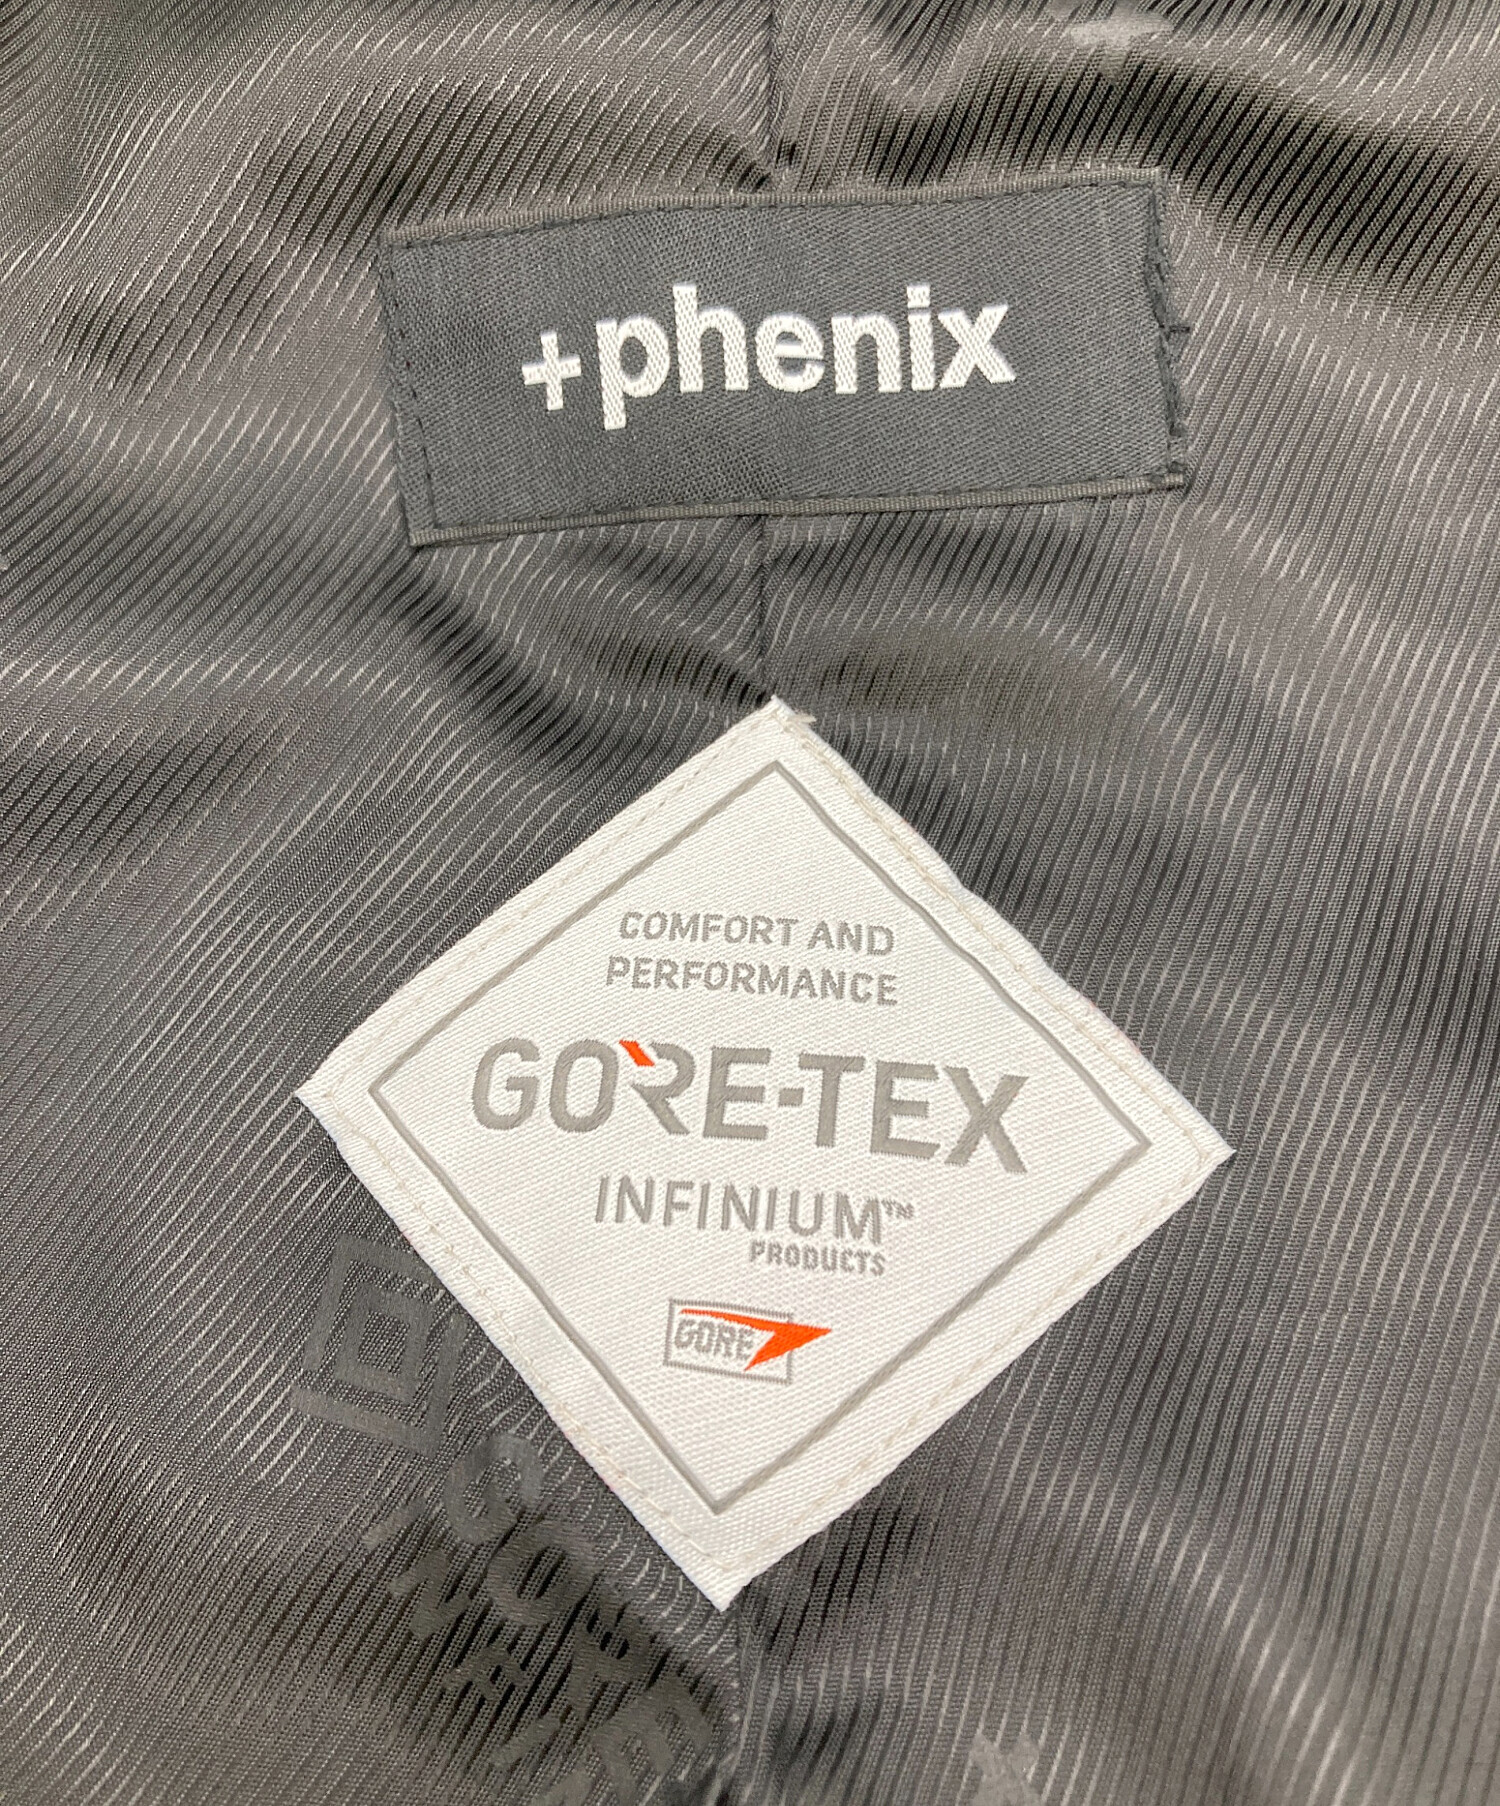 +phenix
COMFORT AND
PERFORMANCE
GORE-TEX
INFINIUM™
PRODUCTS
GORE